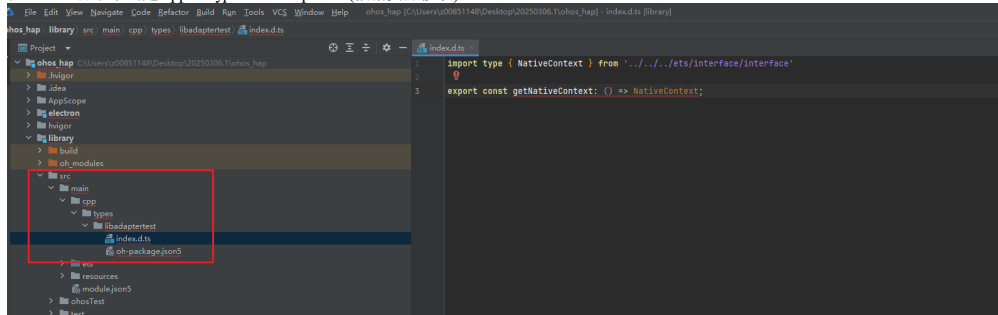 File Edit View Navigate Code Refactor Build Run Tools VCS Window Help ohos_hap [C:\Users\z00851148\Desktop\20250306.1\ohos_hap] - index.d.ts [library]
ohos_hap library src main cpp types libadaptertest index.d.ts
Project
index.d.ts
ohos_hap C:\Users\z00851148\Desktop\20250306.1\ohos_hap
.hvigor
.idea
AppScope
electron
hvigor
library
build
oh_modules
src
main
cpp
types
libadaptertest
index.d.ts
oh-package.json5
ets
resources
module.json5
ohosTest
test
1 import type { NativeContext } from '../../../ets/interface/interface'
2
3 export const getNativeContext: () => NativeContext;